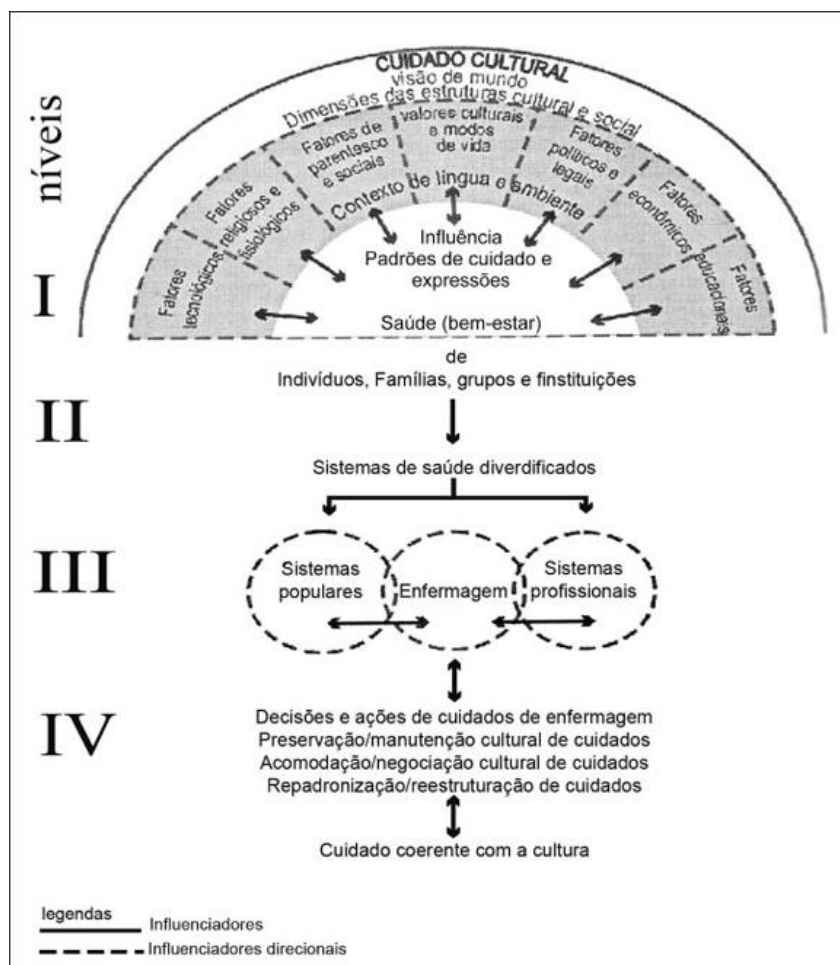 níveis
CUIDADO CULTURAL
visão de mundo
Dimensões das estruturas cultural e social
Fatores
tecnológicos
Fatores
religiosos e
fisiológicos
Fatores de
parentesco
e sociais
valores culturais
e modos
de vida
Fatores
políticos e
legais
Fatores
econômicos
Fatores
educacionais
Contexto de língua e ambiente
I
Influência
Padrões de cuidado e
expressões
Saúde (bem-estar)
de
Indivíduos, Famílias, grupos e finstituições
II
Sistemas de saúde diverdificados
III
Sistemas
populares
Enfermagem
Sistemas
profissionais
IV
Decisões e ações de cuidados de enfermagem
Preservação/manutenção cultural de cuidados
Acomodação/negociação cultural de cuidados
Repadronização/reestruturação de cuidados
Cuidado coerente com a cultura
legendas
Influenciadores
Influenciadores direcionais